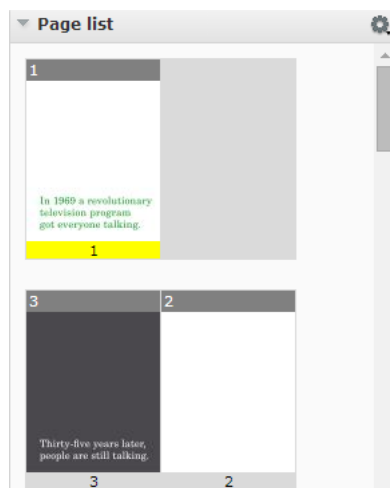 Page list
1
In 1969 a revolutionary
television program
got everyone talking.
1
3
2
Thirty-five years later,
people are still talking.
3
2